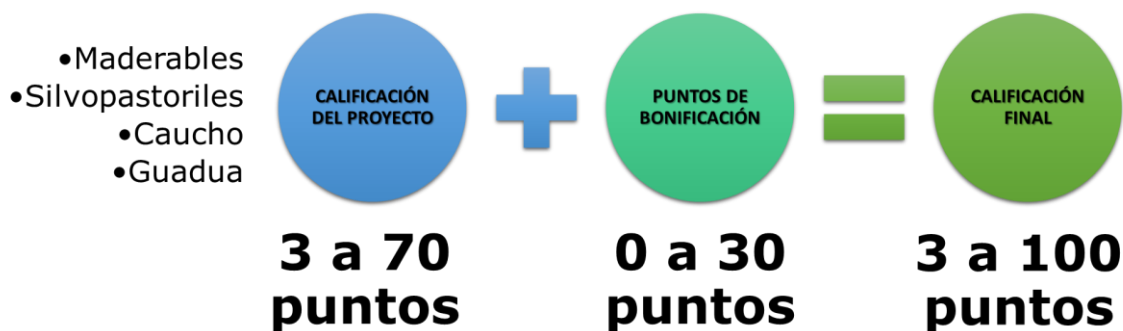 •Maderables
•Silvopastoriles
•Caucho
•Guadua
CALIFICACIÓN
DEL PROYECTO
PUNTOS DE
BONIFICACIÓN
CALIFICACIÓN
FINAL
3 a 70
puntos
0 a 30
puntos
3 a 100
puntos